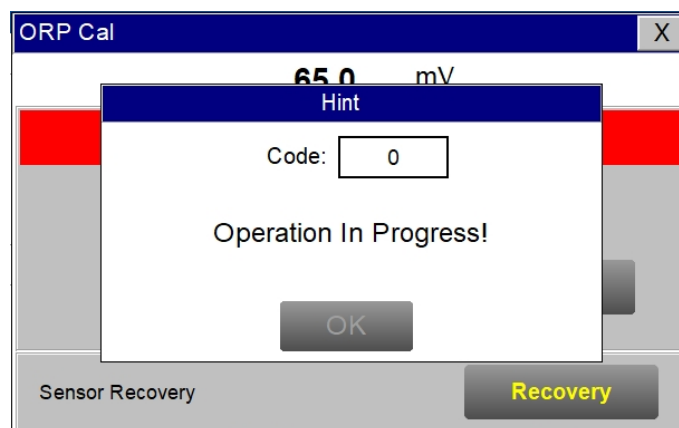 ORP Cal
X
65.0 mV
Hint
Code: 0
Operation In Progress!
OK
Sensor Recovery
Recovery